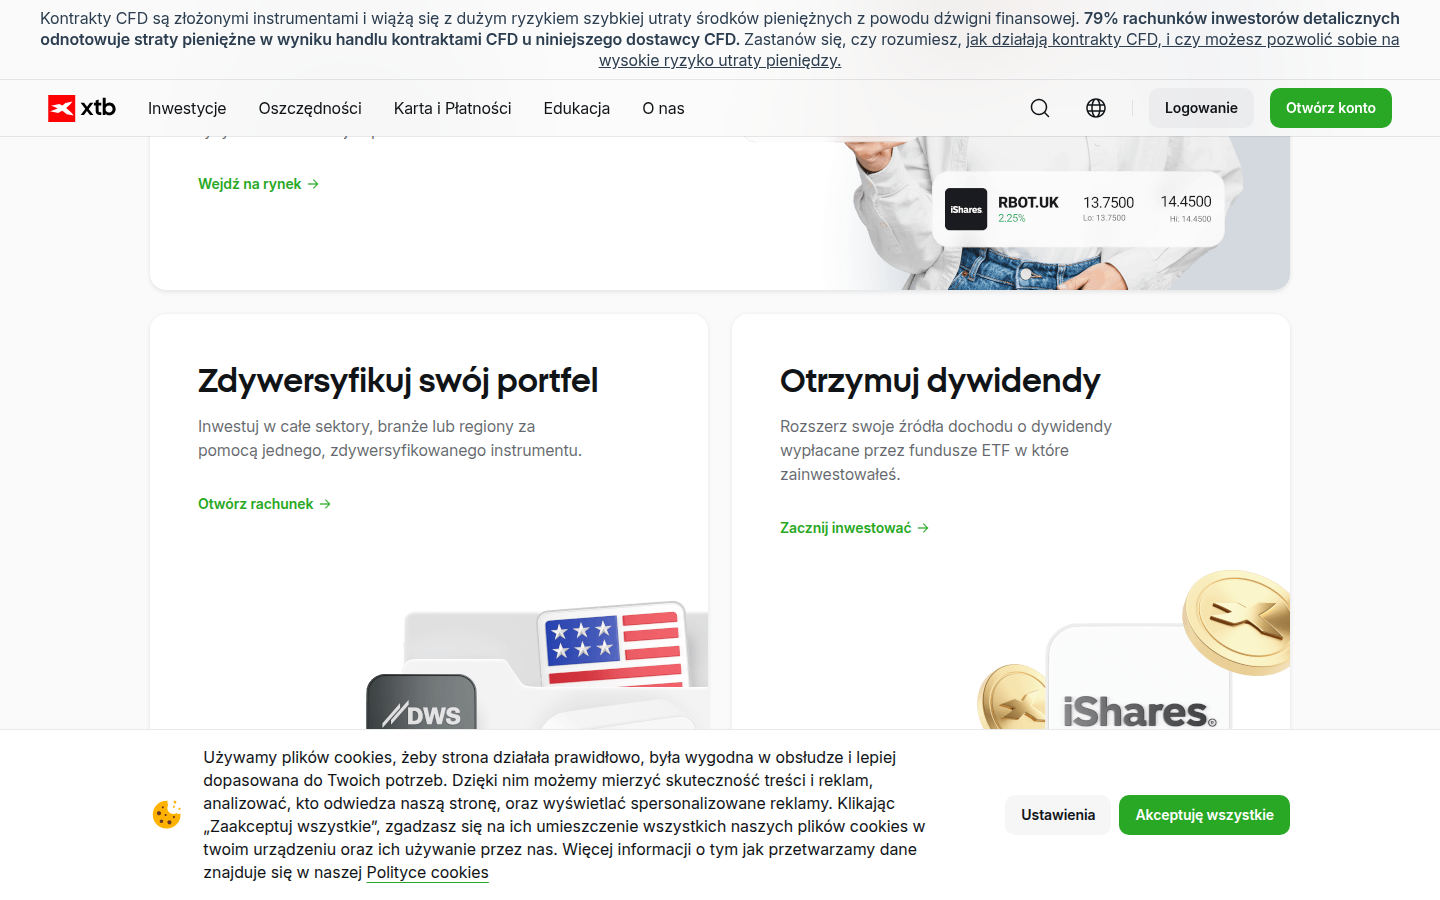 Kontrakty CFD są złożonymi instrumentami i wiążą się z dużym ryzykiem szybkiej utraty środków pieniężnych z powodu dźwigni finansowej. 79% rachunków inwestorów detalicznych
odnotowuje straty pieniężne w wyniku handlu kontraktami CFD u niniejszego dostawcy CFD. Zastanów się, czy rozumiesz, jak działają kontrakty CFD, i czy możesz pozwolić sobie na
wysokie ryzyko utraty pieniędzy.
xtb
Inwestycje
Oszczędności
Karta i Płatności
Edukacja
O nas
Logowanie
Otwórz konto
Wejdź na rynek →
iShares
RBOT.UK
13.7500
14.4500
2.25%
Lo: 13.7500
Hi: 14.4500
Zdywersyfikuj swój portfel
Inwestuj w całe sektory, branże lub regiony za
pomocą jednego, zdywersyfikowanego instrumentu.
Otwórz rachunek →
DWS
Otrzymuj dywidendy
Rozszerz swoje źródła dochodu o dywidendy
wypłacane przez fundusze ETF w które
zainwestowałeś.
Zacznij inwestować →
iShares®
Używamy plików cookies, żeby strona działała prawidłowo, była wygodna w obsłudze i lepiej
dopasowana do Twoich potrzeb. Dzięki nim możemy mierzyć skuteczność treści i reklam,
analizować, kto odwiedza naszą stronę, oraz wyświetlać spersonalizowane reklamy. Klikając
„Zaakceptuj wszystkie”, zgadzasz się na ich umieszczenie wszystkich naszych plików cookies w
twoim urządzeniu oraz ich używanie przez nas. Więcej informacji o tym jak przetwarzamy dane
znajduje się w naszej Polityce cookies
Ustawienia
Akceptuję wszystkie